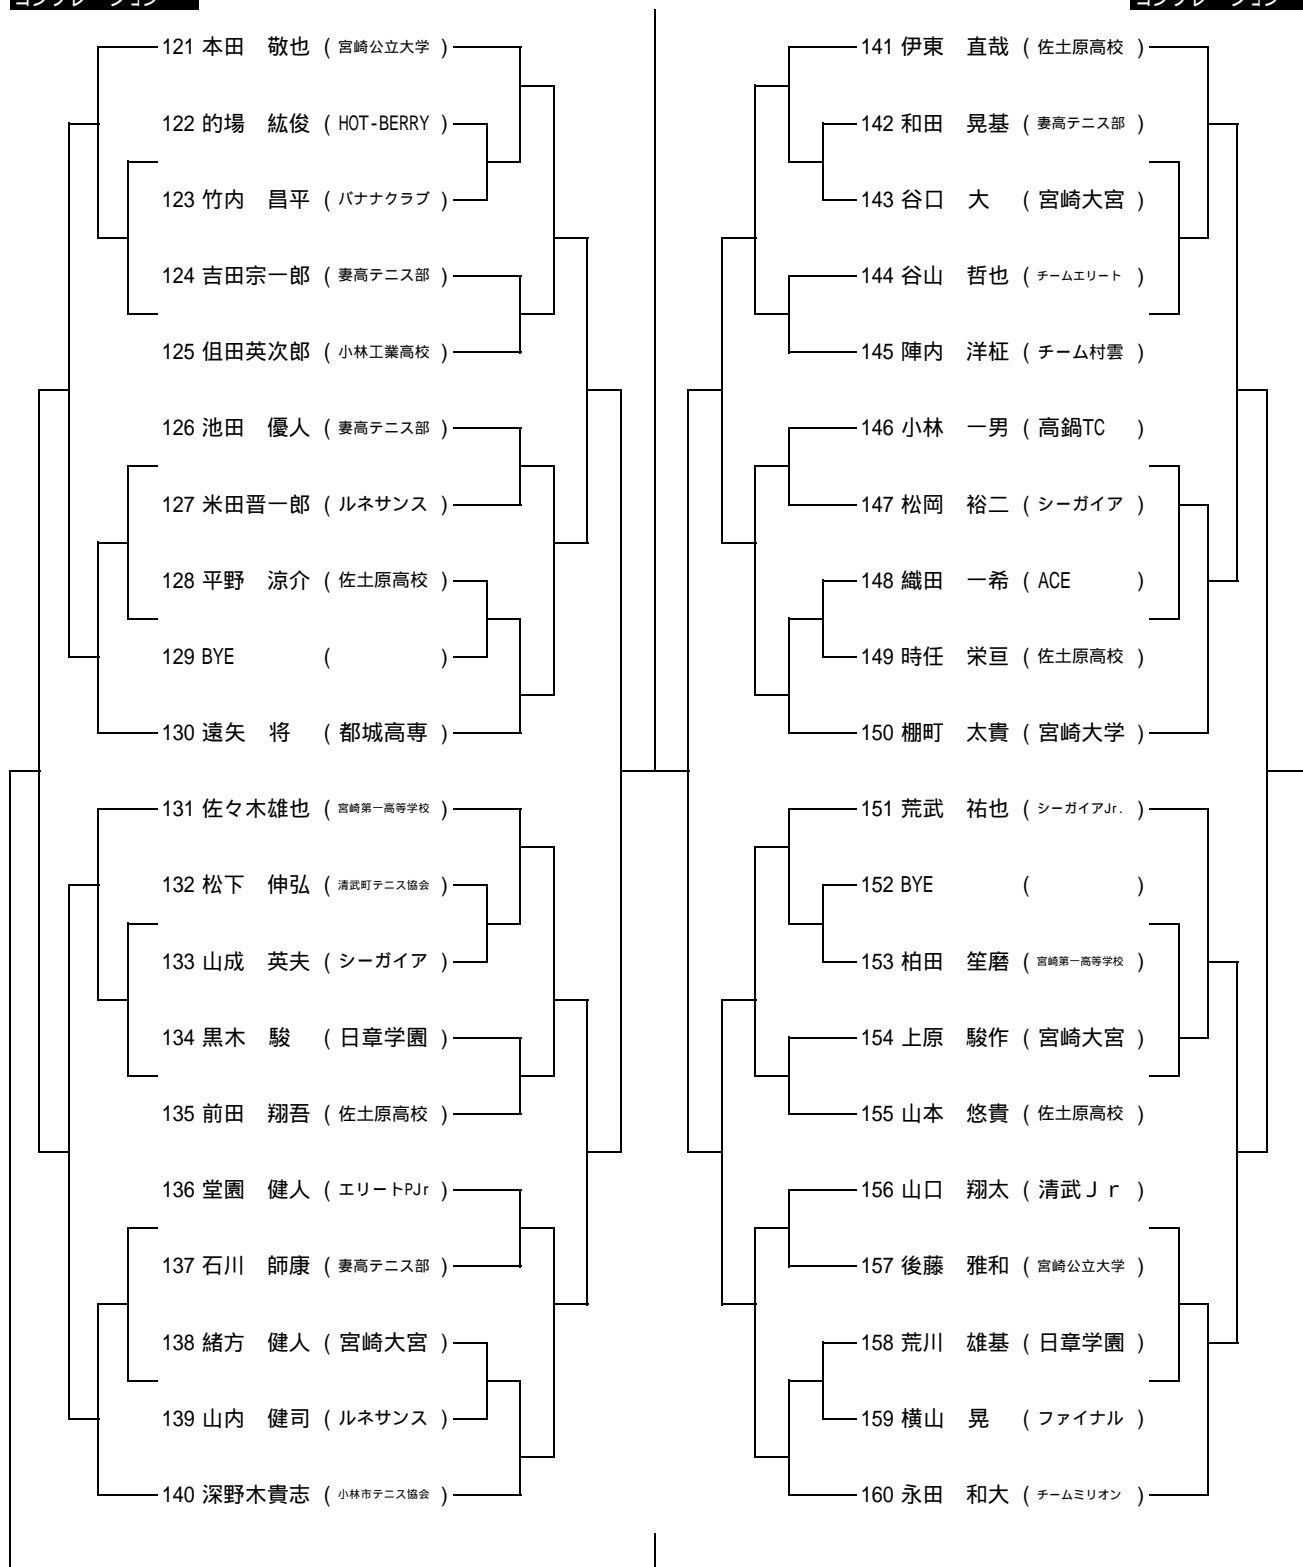 コンソレーション
コンソレーション
121 本田　敬也 ( 宮崎公立大学 )
122 的場　紘俊 ( HOT-BERRY )
123 竹内　昌平 ( バナナクラブ )
124 吉田宗一郎 ( 妻高テニス部 )
125 伹田英次郎 ( 小林工業高校 )
126 池田　優人 ( 妻高テニス部 )
127 米田晋一郎 ( ルネサンス )
128 平野　涼介 ( 佐土原高校 )
129 BYE ( )
130 遠矢　将 ( 都城高専 )
131 佐々木雄也 ( 宮崎第一高等学校 )
132 松下　伸弘 ( 清武町テニス協会 )
133 山成　英夫 ( シーガイア )
134 黒木　駿 ( 日章学園 )
135 前田　翔吾 ( 佐土原高校 )
136 堂園　健人 ( エリートPJr )
137 石川　師康 ( 妻高テニス部 )
138 緒方　健人 ( 宮崎大宮 )
139 山内　健司 ( ルネサンス )
140 深野木貴志 ( 小林市テニス協会 )
141 伊東　直哉 ( 佐土原高校 )
142 和田　晃基 ( 妻高テニス部 )
143 谷口　大 ( 宮崎大宮 )
144 谷山　哲也 ( チームエリート )
145 陣内　洋柾 ( チーム村雲 )
146 小林　一男 ( 高鍋TC )
147 松岡　裕二 ( シーガイア )
148 織田　一希 ( ACE )
149 時任　栄亘 ( 佐土原高校 )
150 棚町　太貴 ( 宮崎大学 )
151 荒武　祐也 ( シーガイアJr. )
152 BYE ( )
153 柏田　笙磨 ( 宮崎第一高等学校 )
154 上原　駿作 ( 宮崎大宮 )
155 山本　悠貴 ( 佐土原高校 )
156 山口　翔太 ( 清武Ｊｒ )
157 後藤　雅和 ( 宮崎公立大学 )
158 荒川　雄基 ( 日章学園 )
159 横山　晃 ( ファイナル )
160 永田　和大 ( チームミリオン )